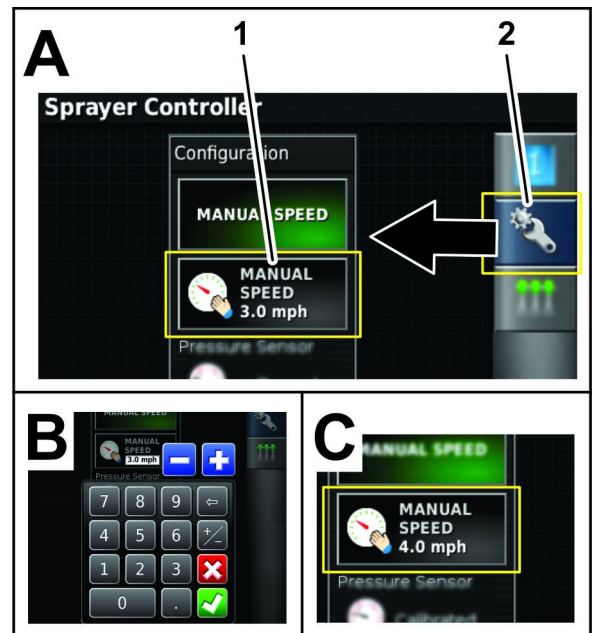 A
1
2
Sprayer Controller
Configuration
MANUAL SPEED
MANUAL
SPEED
3.0 mph
Pressure Sensor
B
MANUAL SPEED
MANUAL
SPEED
3.0 mph
Pressure Sensor
7 8 9 ⇦
4 5 6 +/−
1 2 3
0 .
C
MANUAL SPEED
MANUAL
SPEED
4.0 mph
Pressure Sensor
Calibrated